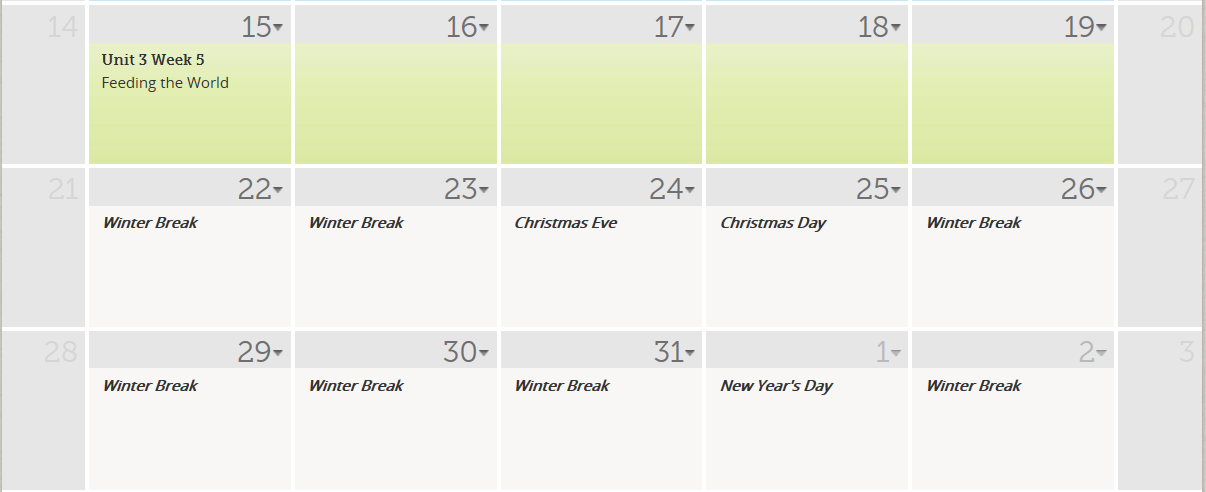 14 15 16 17 18 19 20
Unit 3 Week 5
Feeding the World
21 22 23 24 25 26 27
Winter Break Winter Break Christmas Eve Christmas Day Winter Break
28 29 30 31 1 2 3
Winter Break Winter Break Winter Break New Year's Day Winter Break